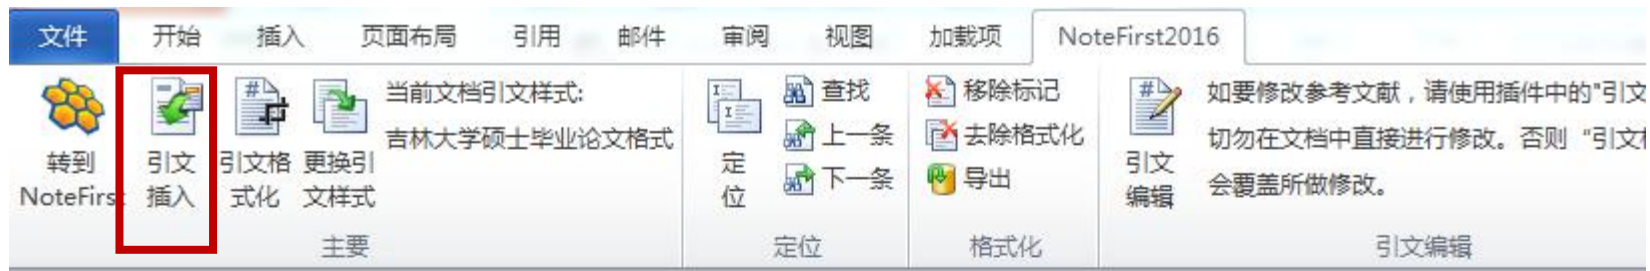 文件 开始 插入 页面布局 引用 邮件 审阅 视图 加载项 NoteFirst2016
转到
NoteFirst
引文
插入
引文格
式化
更换引
文样式
当前文档引文样式:
吉林大学硕士毕业论文格式
主要
定
位
查找
上一条
下一条
定位
移除标记
去除格式化
导出
格式化
引文
编辑
如要修改参考文献，请使用插件中的"引文
切勿在文档中直接进行修改。否则 "引文
会覆盖所做修改。
引文编辑